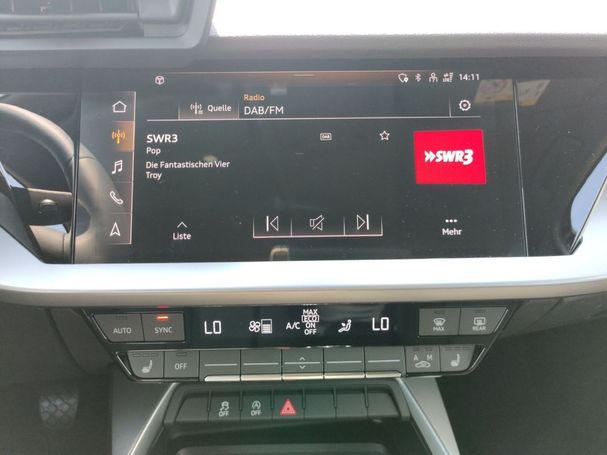 14:11
Radio
Quelle
DAB/FM
SWR3
DAB
Pop
Die Fantastischen Vier
Troy
SWR3
Liste
Mehr
AUTO
SYNC
LO
A/C
MAX
ECO
ON
OFF
LO
MAX
REAR
OFF
A M
OFF
OFF